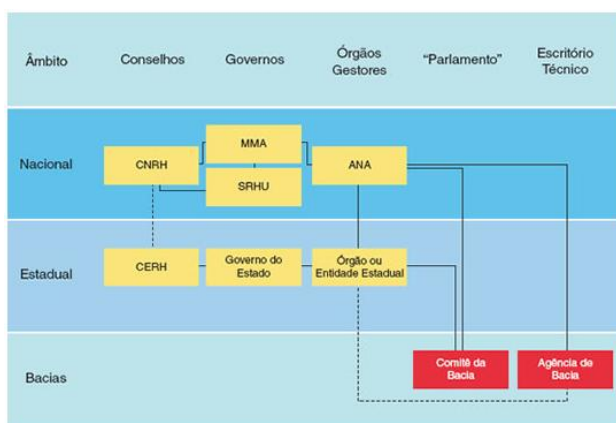 Âmbito
Conselhos
Governos
Órgãos
Gestores
"Parlamento"
Escritório
Técnico
Nacional
CNRH
MMA
SRHU
ANA
Estadual
CERH
Governo do
Estado
Órgão ou
Entidade Estadual
Bacias
Comitê da
Bacia
Agência de
Bacia